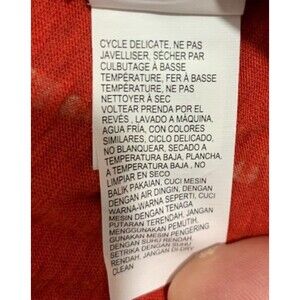 CYCLE DELICATE, NE PAS
JAVELLISER, SÉCHER PAR
CULBUTAGE À BASSE
TEMPÉRATURE, FER À BASSE
TEMPÉRATURE, NE PAS
NETTOYER À SEC
VOLTEAR PRENDA POR EL
REVÉS, LAVADO A MÁQUINA,
AGUA FRÍA, CON COLORES
SIMILARES, CICLO DELICADO,
NO BLANQUEAR, SECADO A
TEMPERATURA BAJA, PLANCHA,
A TEMPERATURA BAJA, NO
LIMPIAR EN SECO
BALIK PAKAIAN, CUCI MESIN
DENGAN AIR DINGIN, DENGAN
WARNA-WARNA SEPERTI, CUCI
MESIN DENGAN TENAGA
PUTARAN TERENDAH, JANGAN
MENGGUNAKAN PEMUTIH,
GUNAKAN MESIN PENGERING
DENGAN SUHU RENDAH,
SETRIKA DENGAN SUHU
RENDAH, JANGAN DI-DRY
CLEAN